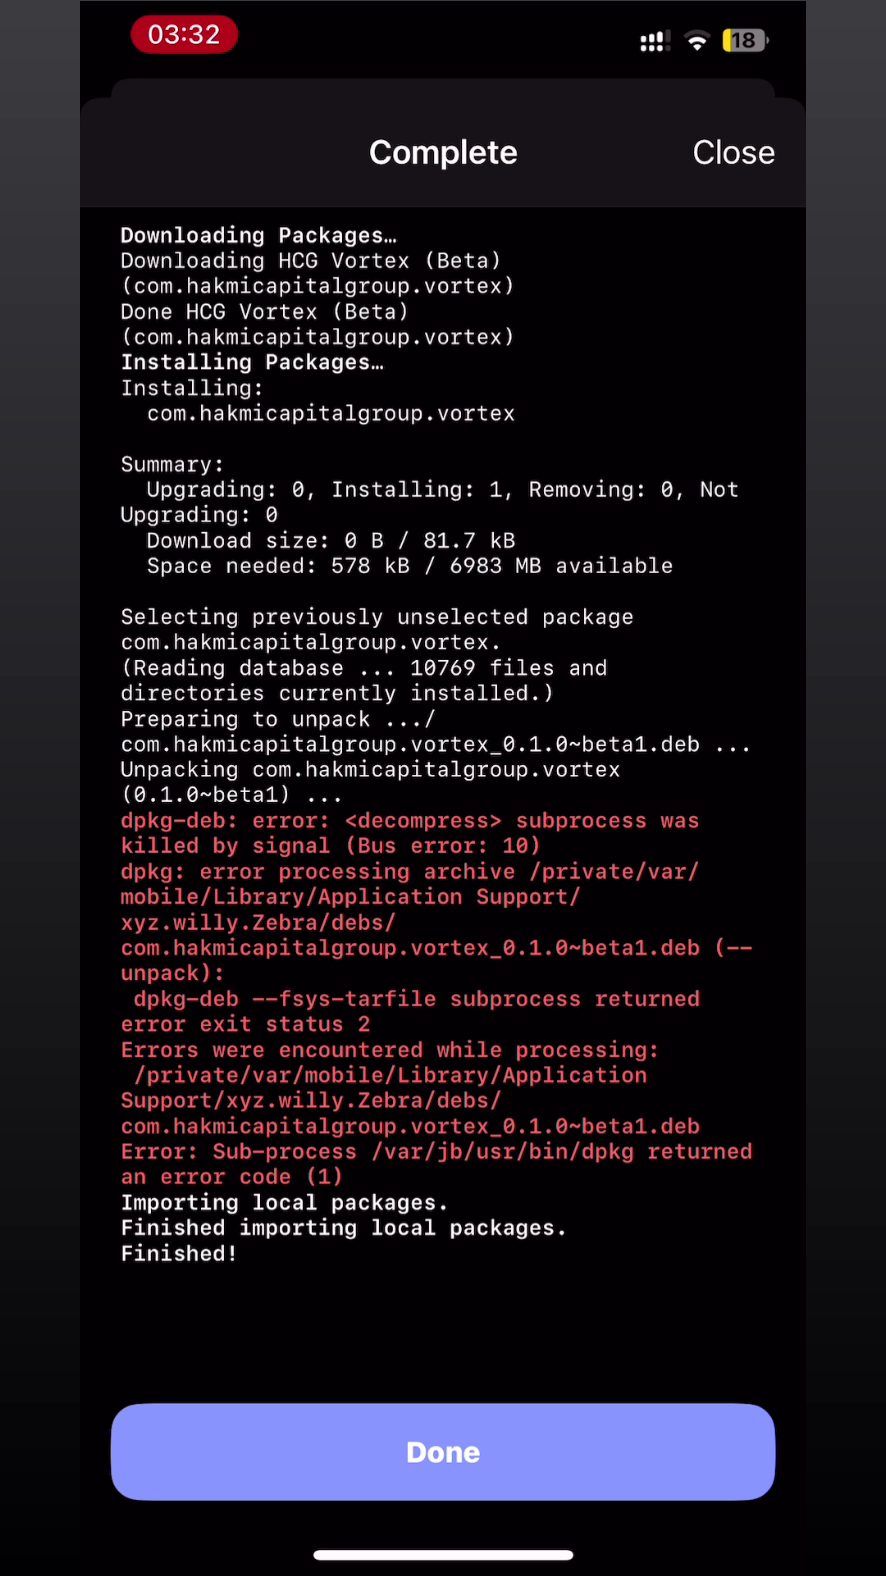 03:32
18
Complete
Close
Downloading Packages…
Downloading HCG Vortex (Beta)
(com.hakmicapitalgroup.vortex)
Done HCG Vortex (Beta)
(com.hakmicapitalgroup.vortex)
Installing Packages…
Installing:
com.hakmicapitalgroup.vortex
Summary:
Upgrading: 0, Installing: 1, Removing: 0, Not
Upgrading: 0
Download size: 0 B / 81.7 kB
Space needed: 578 kB / 6983 MB available
Selecting previously unselected package
com.hakmicapitalgroup.vortex.
(Reading database ... 10769 files and
directories currently installed.)
Preparing to unpack .../
com.hakmicapitalgroup.vortex_0.1.0~beta1.deb ...
Unpacking com.hakmicapitalgroup.vortex
(0.1.0~beta1) ...
dpkg-deb: error: <decompress> subprocess was
killed by signal (Bus error: 10)
dpkg: error processing archive /private/var/
mobile/Library/Application Support/
xyz.willy.Zebra/debs/
com.hakmicapitalgroup.vortex_0.1.0~beta1.deb (--
unpack):
dpkg-deb --fsys-tarfile subprocess returned
error exit status 2
Errors were encountered while processing:
/private/var/mobile/Library/Application
Support/xyz.willy.Zebra/debs/
com.hakmicapitalgroup.vortex_0.1.0~beta1.deb
Error: Sub-process /var/jb/usr/bin/dpkg returned
an error code (1)
Importing local packages.
Finished importing local packages.
Finished!
Done